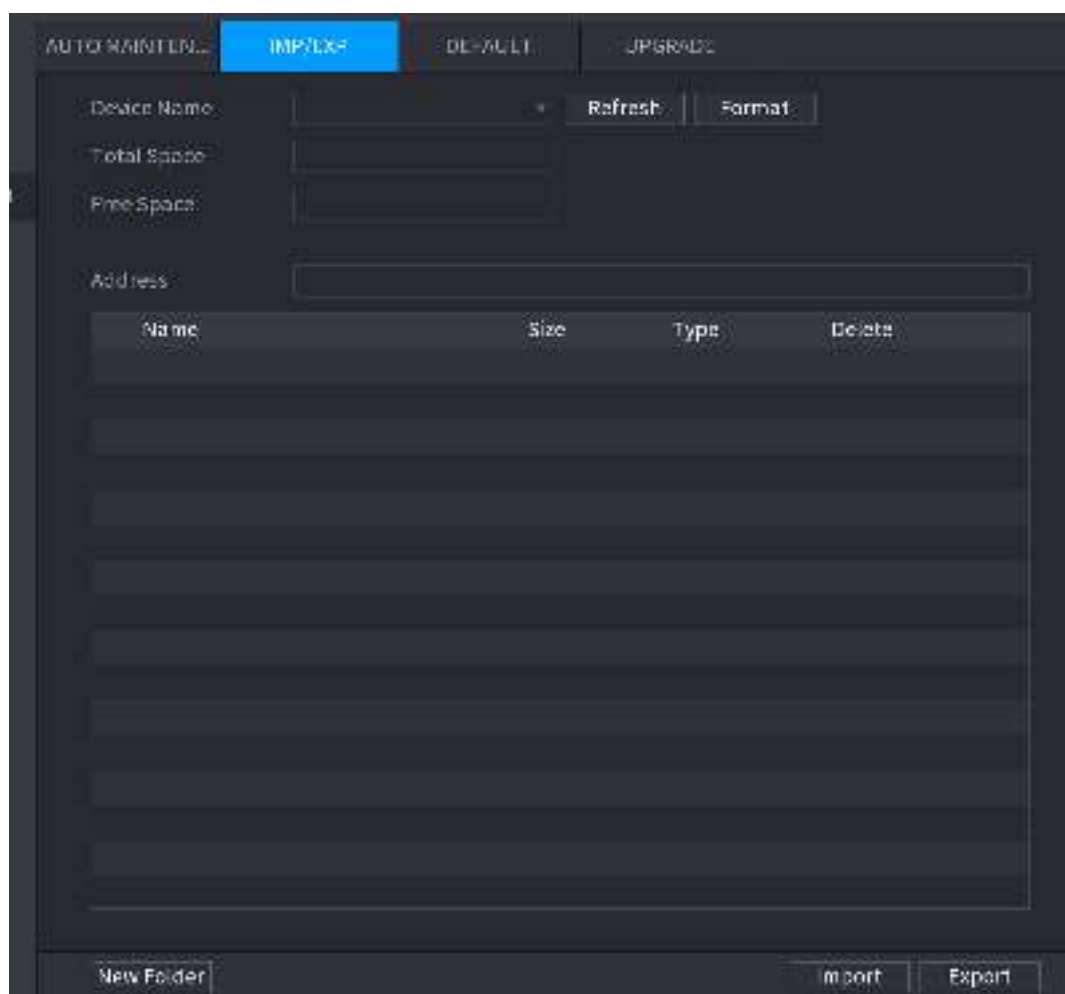 AUTO MAINTEN... IMP/EXP DEFAULT UPGRADE
Device Name Refresh Format
Total Space
Free Space
Address
Name Size Type Delete
New Folder Import Export